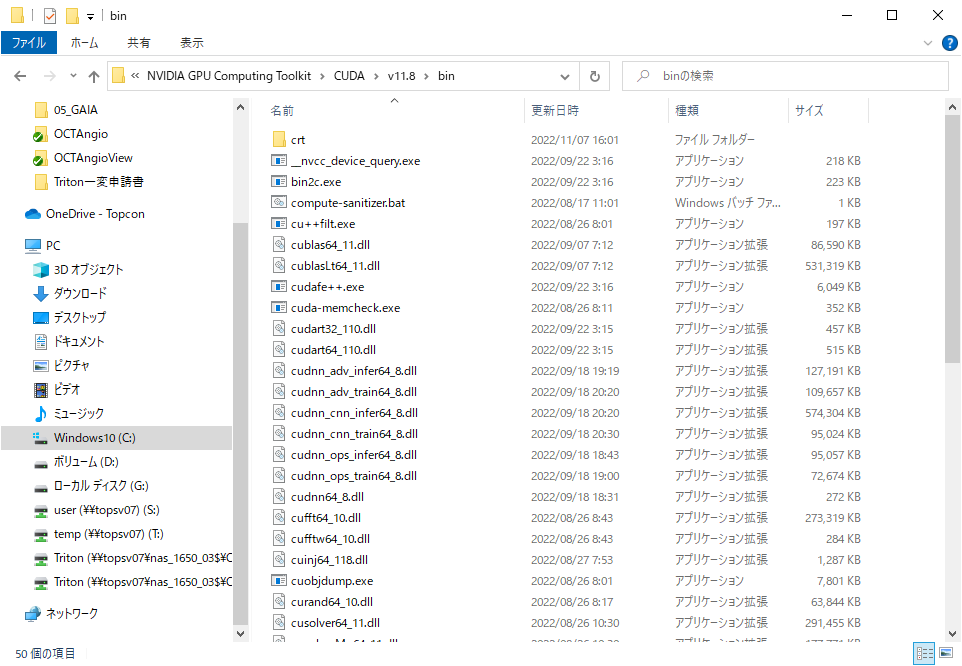 bin
ファイル ホーム 共有 表示
« NVIDIA GPU Computing Toolkit › CUDA › v11.8 › bin
binの検索
05_GAIA
OCTAngio
OCTAngioView
Triton一変申請書
OneDrive - Topcon
PC
3D オブジェクト
ダウンロード
デスクトップ
ドキュメント
ピクチャ
ビデオ
ミュージック
Windows10 (C:)
ボリューム (D:)
ローカル ディスク (G:)
user (¥¥topsv07) (S:)
temp (¥¥topsv07) (T:)
Triton (¥¥topsv07¥nas_1650_03$¥C
Triton (¥¥topsv07¥nas_1650_03$¥C
ネットワーク
名前 更新日時 種類 サイズ
crt 2022/11/07 16:01 ファイル フォルダー
__nvcc_device_query.exe 2022/09/22 3:16 アプリケーション 218 KB
bin2c.exe 2022/09/22 3:16 アプリケーション 223 KB
compute-sanitizer.bat 2022/08/17 11:01 Windows バッチ ファ... 1 KB
cu++filt.exe 2022/08/26 8:01 アプリケーション 197 KB
cublas64_11.dll 2022/09/07 7:12 アプリケーション拡張 86,590 KB
cublasLt64_11.dll 2022/09/07 7:12 アプリケーション拡張 531,319 KB
cudafe++.exe 2022/09/22 3:16 アプリケーション 6,049 KB
cuda-memcheck.exe 2022/08/26 8:11 アプリケーション 352 KB
cudart32_110.dll 2022/09/22 3:15 アプリケーション拡張 457 KB
cudart64_110.dll 2022/09/22 3:15 アプリケーション拡張 515 KB
cudnn_adv_infer64_8.dll 2022/09/18 19:19 アプリケーション拡張 127,191 KB
cudnn_adv_train64_8.dll 2022/09/18 20:20 アプリケーション拡張 109,657 KB
cudnn_cnn_infer64_8.dll 2022/09/18 20:20 アプリケーション拡張 574,304 KB
cudnn_cnn_train64_8.dll 2022/09/18 20:30 アプリケーション拡張 95,024 KB
cudnn_ops_infer64_8.dll 2022/09/18 18:43 アプリケーション拡張 95,057 KB
cudnn_ops_train64_8.dll 2022/09/18 19:00 アプリケーション拡張 72,674 KB
cudnn64_8.dll 2022/09/18 18:31 アプリケーション拡張 272 KB
cufft64_10.dll 2022/08/26 8:43 アプリケーション拡張 273,319 KB
cufftw64_10.dll 2022/08/26 8:43 アプリケーション拡張 284 KB
cuinj64_118.dll 2022/08/27 7:53 アプリケーション拡張 1,287 KB
cuobjdump.exe 2022/08/26 8:01 アプリケーション 7,801 KB
curand64_10.dll 2022/08/26 8:17 アプリケーション拡張 63,844 KB
cusolver64_11.dll 2022/08/26 10:30 アプリケーション拡張 291,455 KB
50 個の項目